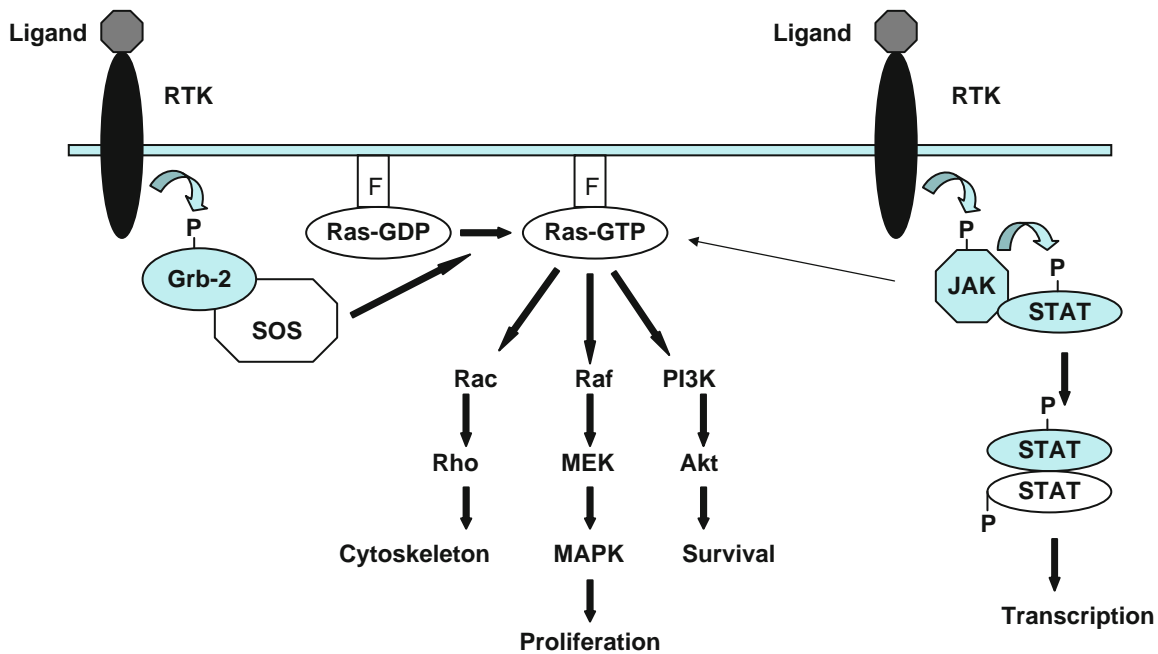 Ligand
Ligand
RTK
RTK
F
F
P
Ras-GDP
Ras-GTP
P
Grb-2
P
JAK
SOS
STAT
Rac
Raf
PI3K
P
Rho
MEK
Akt
STAT
STAT
P
Cytoskeleton
MAPK
Survival
Transcription
Proliferation